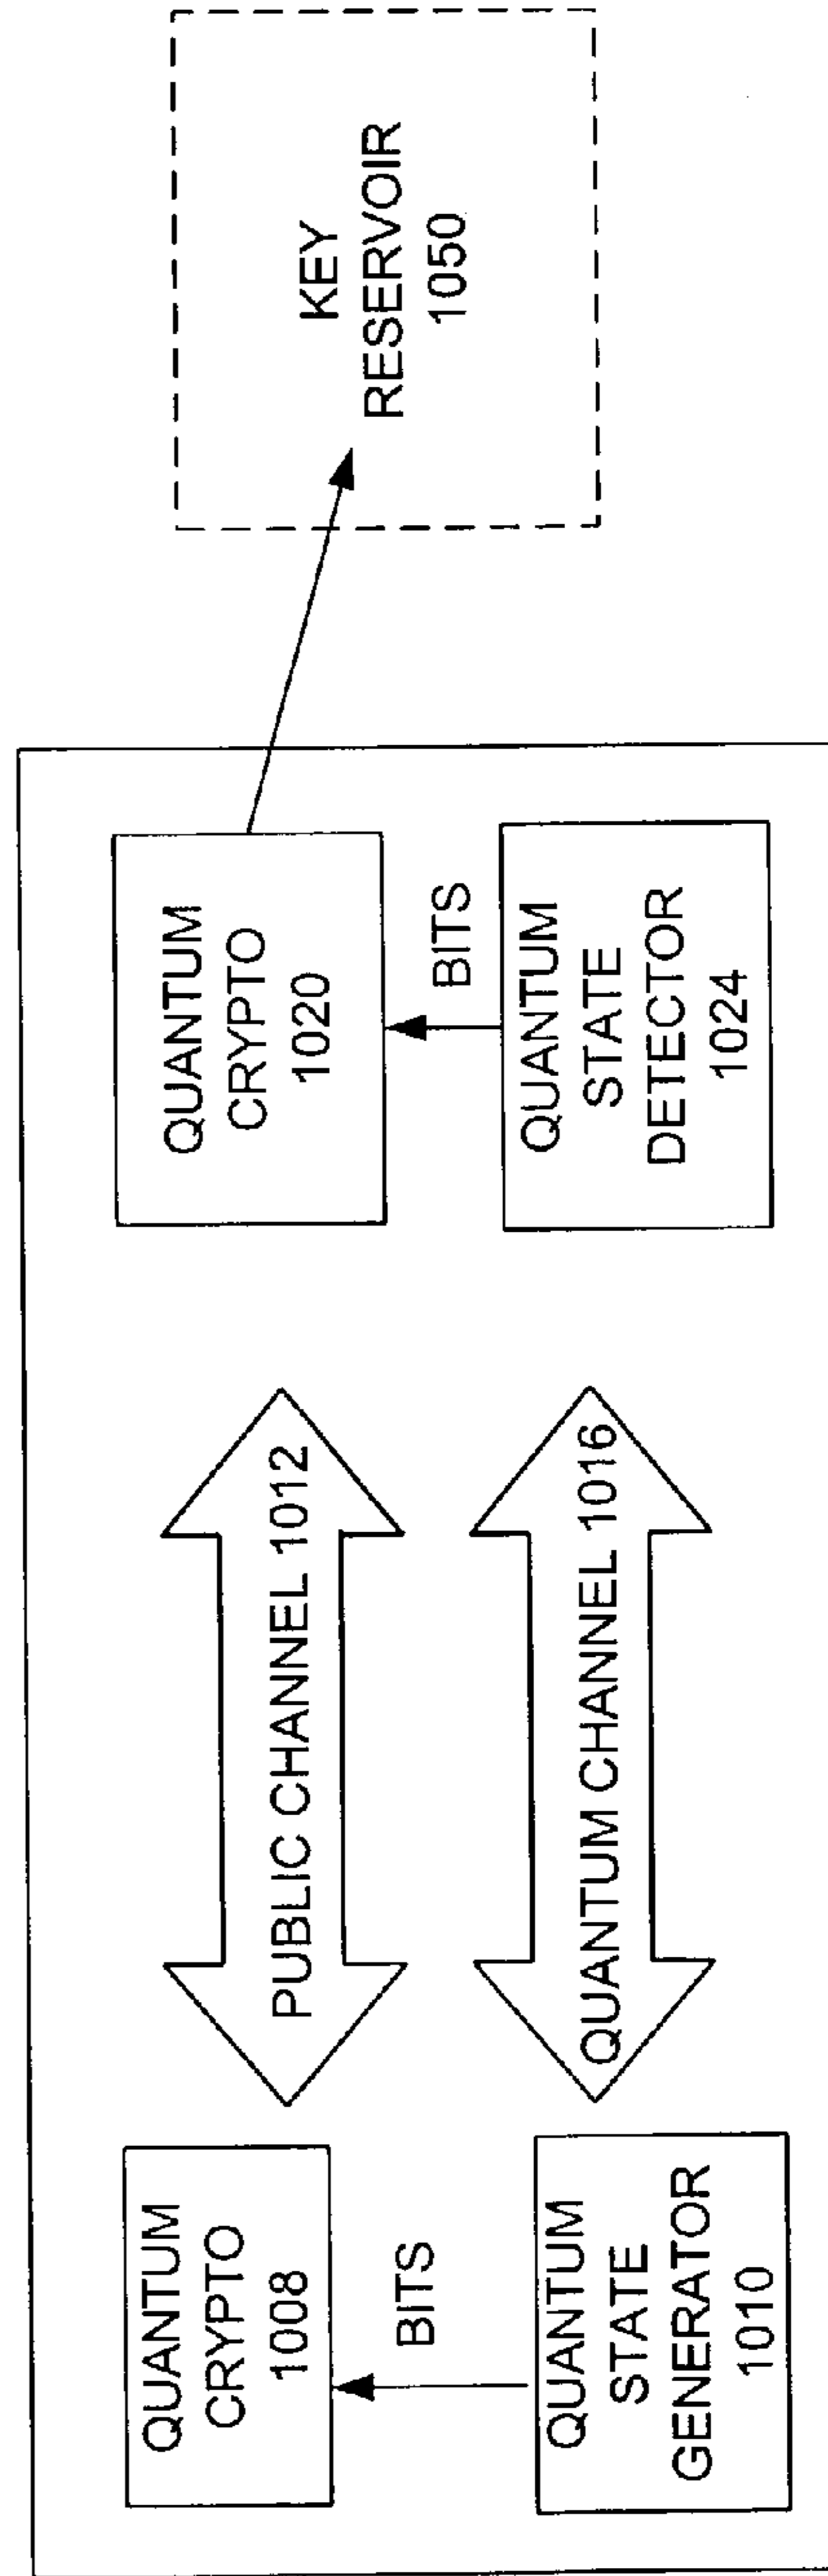 QUANTUM
CRYPTO
1008
BITS
QUANTUM
STATE
GENERATOR
1010
PUBLIC CHANNEL 1012
QUANTUM CHANNEL 1016
QUANTUM
CRYPTO
1020
BITS
QUANTUM
STATE
DETECTOR
1024
KEY
RESERVOIR
1050